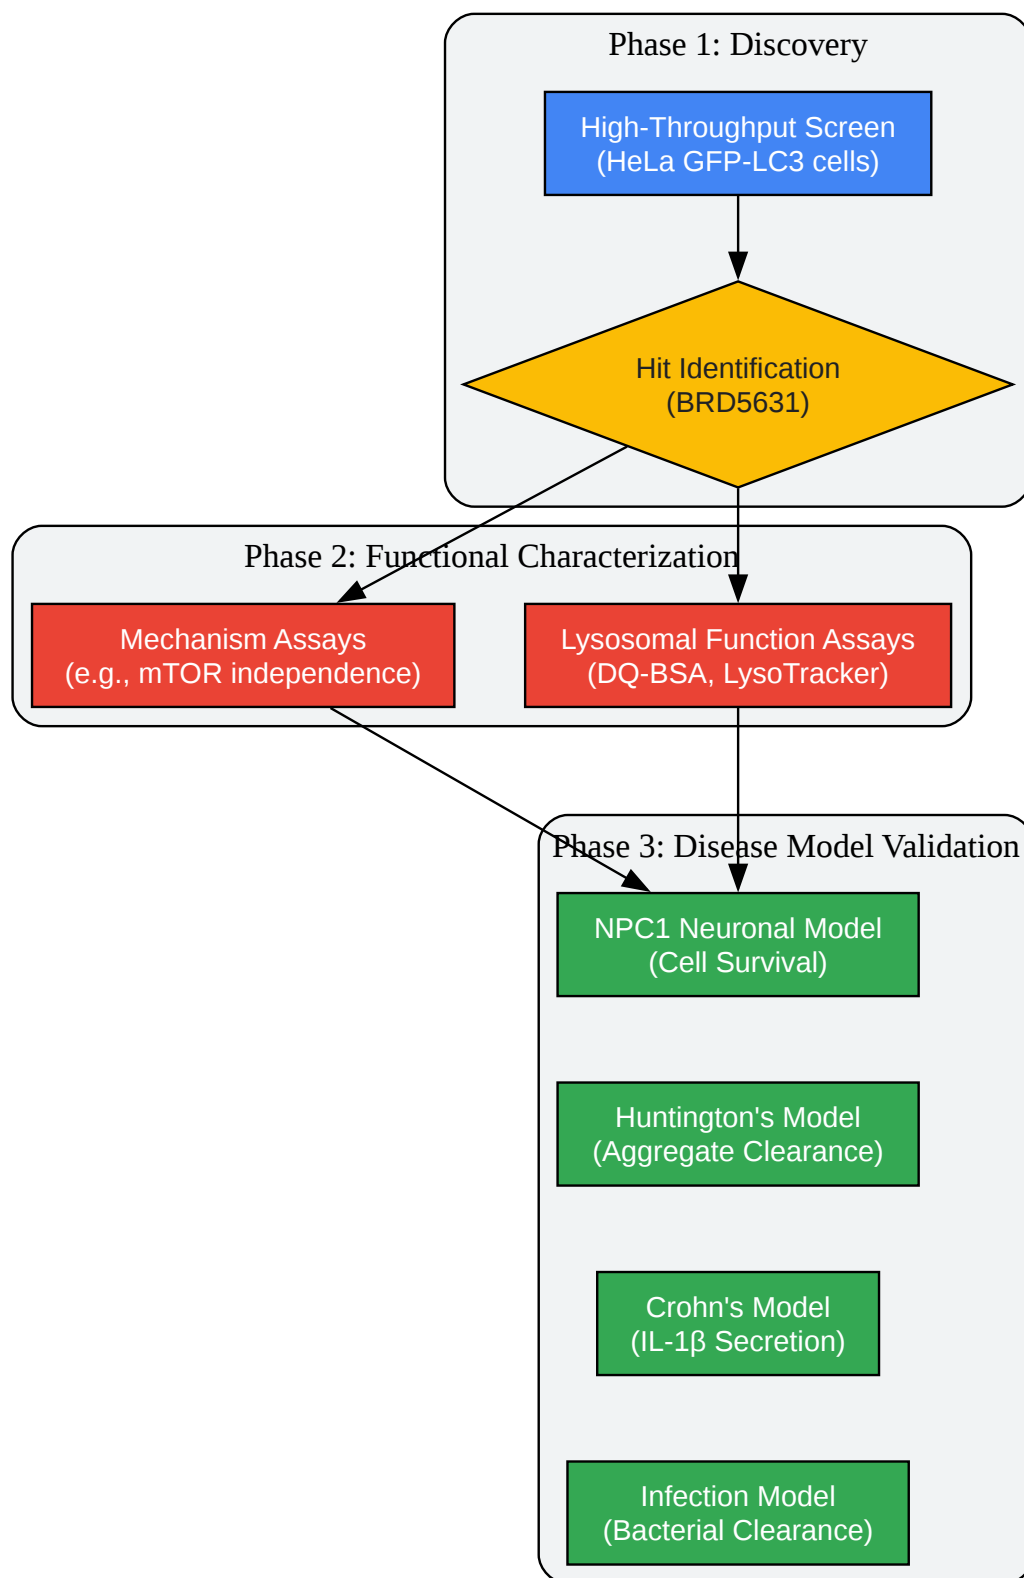 Phase 1: Discovery
High-Throughput Screen
(HeLa GFP-LC3 cells)
Hit Identification
(BRD5631)
Phase 2: Functional Characterization
Mechanism Assays
(e.g., mTOR independence)
Lysosomal Function Assays
(DQ-BSA, LysoTracker)
Phase 3: Disease Model Validation
NPC1 Neuronal Model
(Cell Survival)
Huntington's Model
(Aggregate Clearance)
Crohn's Model
(IL-1β Secretion)
Infection Model
(Bacterial Clearance)